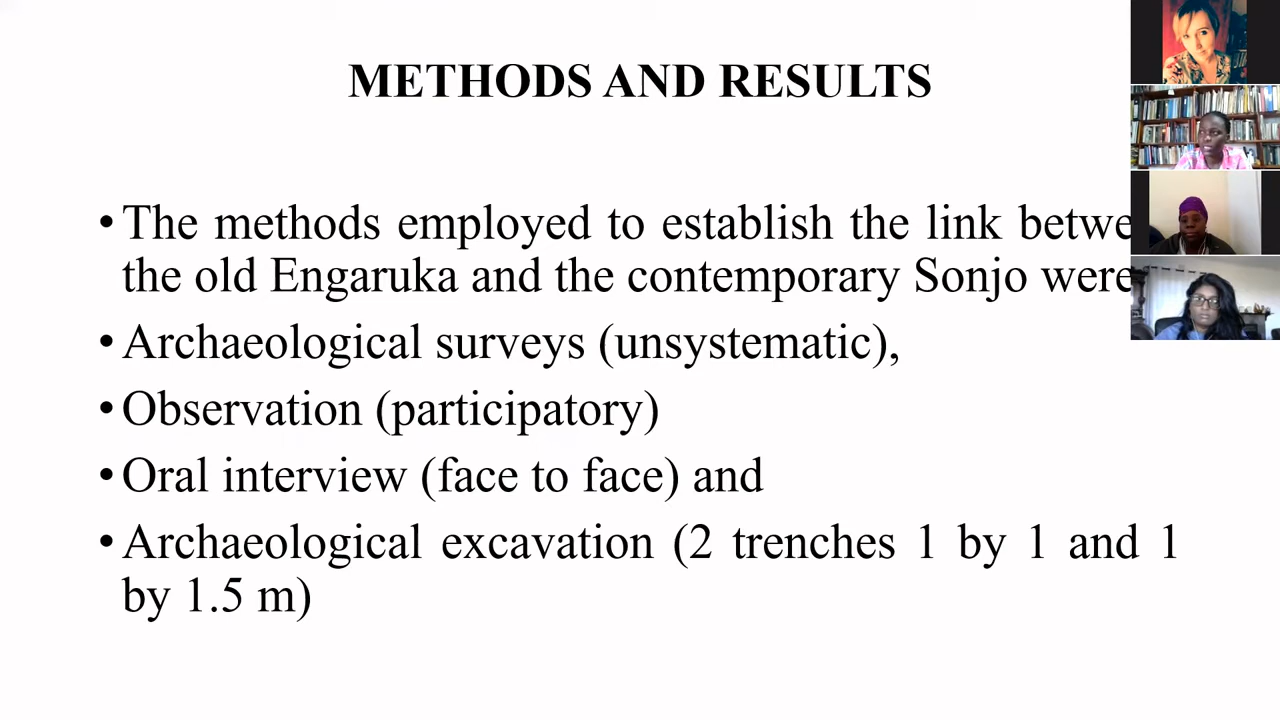 METHODS AND RESULTS
• The methods employed to establish the link betwe
the old Engaruka and the contemporary Sonjo were
• Archaeological surveys (unsystematic),
• Observation (participatory)
• Oral interview (face to face) and
• Archaeological excavation (2 trenches 1 by 1 and 1
by 1.5 m)